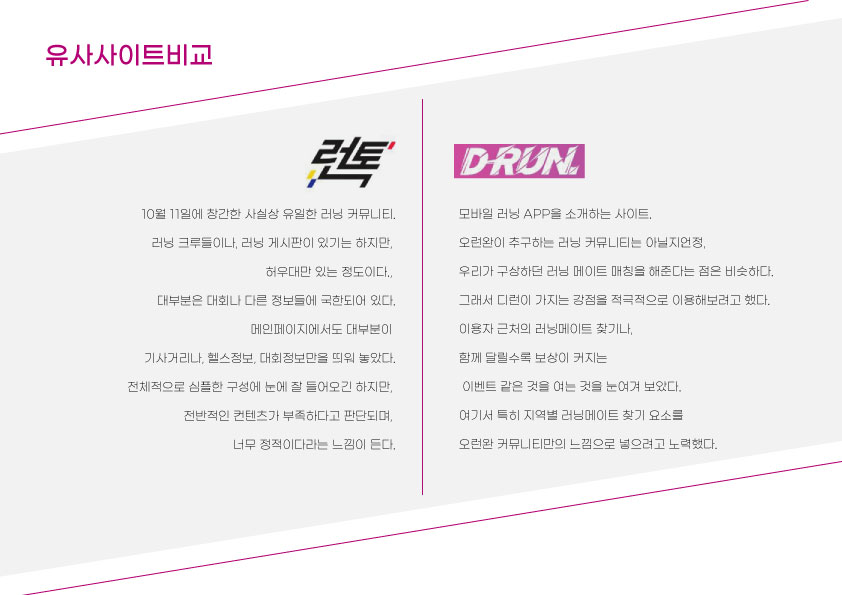 유사사이트비교
런톡
10월 11일에 창간한 사실상 유일한 러닝 커뮤니티.
러닝 크루들이나, 러닝 게시판이 있기는 하지만,
허우대만 있는 정도이다..
대부분은 대회나 다른 정보들에 국한되어 있다.
메인페이지에서도 대부분이
기사거리나, 헬스정보, 대회정보만을 띄워 놓았다.
전체적으로 심플한 구성에 눈에 잘 들어오긴 하지만,
전반적인 컨텐츠가 부족하다고 판단되며,
너무 정적이다라는 느낌이 든다.
D-RUN.
모바일 러닝 APP을 소개하는 사이트.
오런완이 추구하는 러닝 커뮤니티는 아닐지언정,
우리가 구상하던 러닝 메이트 매칭을 해준다는 점은 비슷하다.
그래서 디런이 가지는 강점을 적극적으로 이용해보려고 했다.
이용자 근처의 러닝메이트 찾기나,
함께 달릴수록 보상이 커지는
이벤트 같은 것을 여는 것을 눈여겨 보았다.
여기서 특히 지역별 러닝메이트 찾기 요소를
오런완 커뮤니티만의 느낌으로 넣으려고 노력했다.